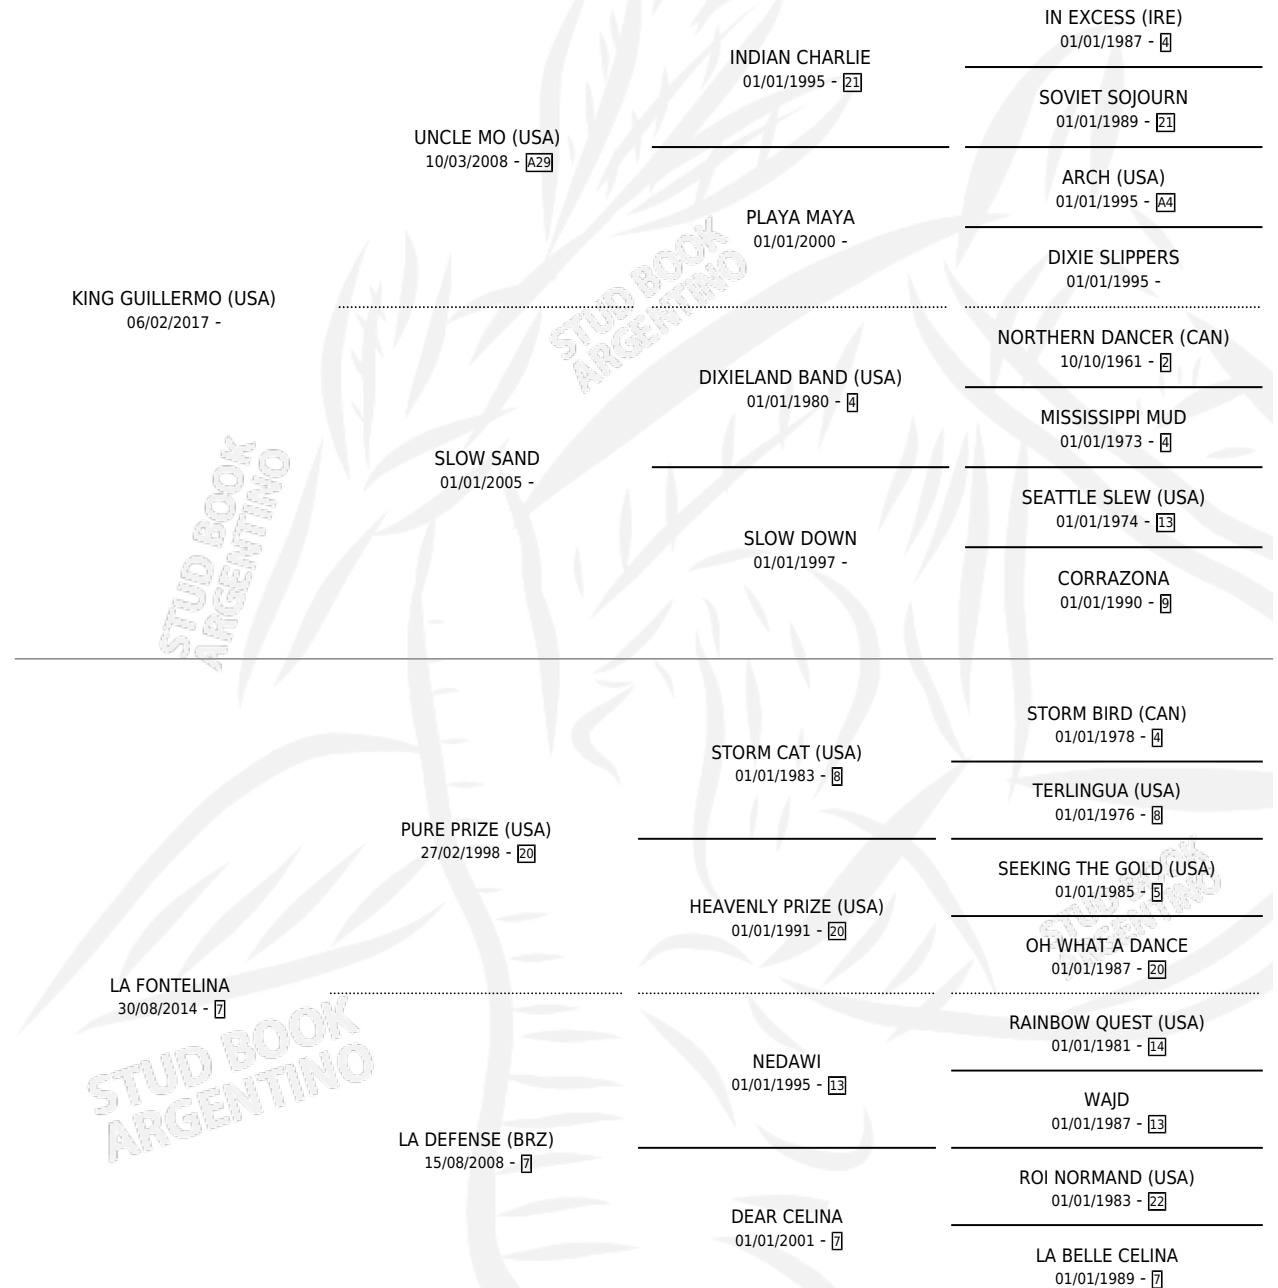 IN EXCESS (IRE)
01/01/1987 - 4
INDIAN CHARLIE
01/01/1995 - 21
SOVIET SOJOURN
01/01/1989 - 21
UNCLE MO (USA)
10/03/2008 - A29
ARCH (USA)
01/01/1995 - A4
PLAYA MAYA
01/01/2000 -
DIXIE SLIPPERS
01/01/1995 -
KING GUILLERMO (USA)
06/02/2017 -
NORTHERN DANCER (CAN)
10/10/1961 - 2
DIXIELAND BAND (USA)
01/01/1980 - 4
MISSISSIPPI MUD
01/01/1973 - 4
SLOW SAND
01/01/2005 -
SEATTLE SLEW (USA)
01/01/1974 - 13
SLOW DOWN
01/01/1997 -
CORRAZONA
01/01/1990 - 9
STORM BIRD (CAN)
01/01/1978 - 4
STORM CAT (USA)
01/01/1983 - 8
TERLINGUA (USA)
01/01/1976 - 8
PURE PRIZE (USA)
27/02/1998 - 20
SEEKING THE GOLD (USA)
01/01/1985 - 5
HEAVENLY PRIZE (USA)
01/01/1991 - 20
OH WHAT A DANCE
01/01/1987 - 20
LA FONTELINA
30/08/2014 - 7
RAINBOW QUEST (USA)
01/01/1981 - 14
NEDAWI
01/01/1995 - 13
WAJD
01/01/1987 - 13
LA DEFENSE (BRZ)
15/08/2008 - 7
ROI NORMAND (USA)
01/01/1983 - 22
DEAR CELINA
01/01/2001 - 7
LA BELLE CELINA
01/01/1989 - 7
STUD BOOK
ARGENTINO
STUD BOOK
ARGENTINO
STUD BOOK
ARGENTINO
STUD BOOK
ARGENTINO